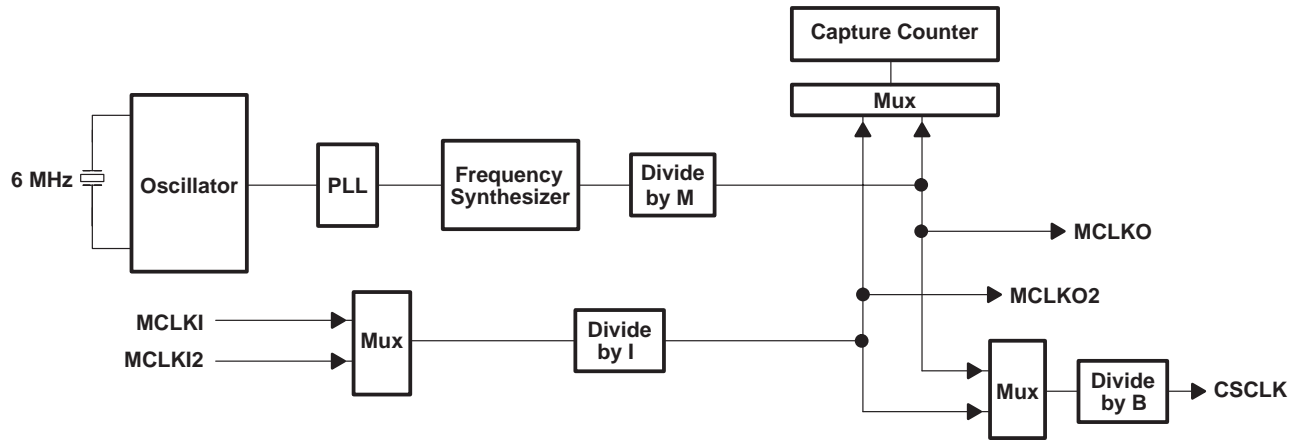 Capture Counter
Mux
6 MHz
Oscillator
PLL
Frequency
Synthesizer
Divide
by M
MCLKO
MCLKO2
MCLKI
MCLKI2
Mux
Divide
by I
Mux
Divide
by B
CSCLK